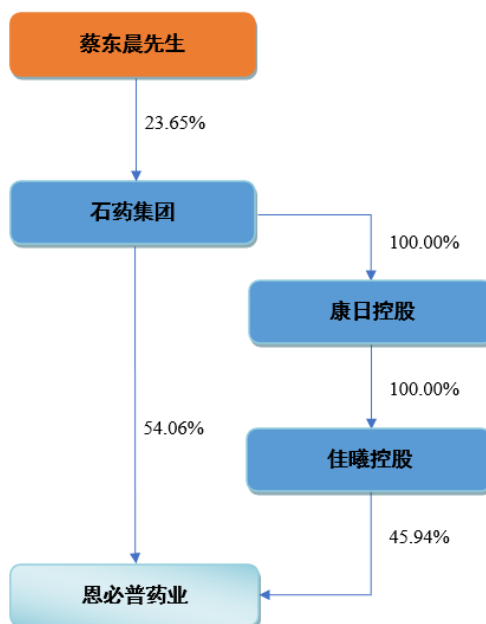 蔡东晨先生
23.65%
石药集团
100.00%
康日控股
100.00%
54.06%
佳曦控股
45.94%
恩必普药业